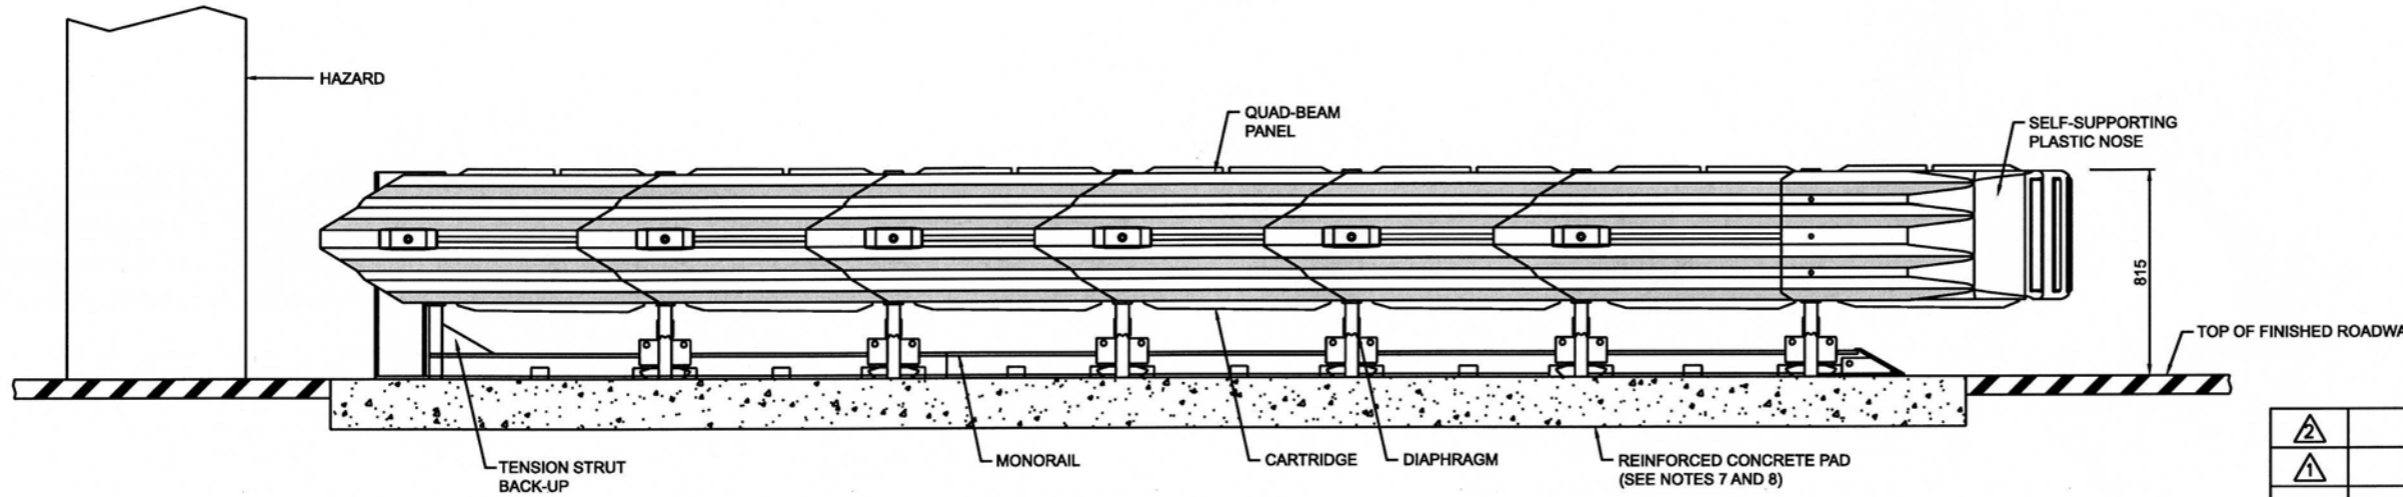 HAZARD
QUAD-BEAM
PANEL
SELF-SUPPORTING
PLASTIC NOSE
815
TOP OF FINISHED ROADWA
TENSION STRUT
BACK-UP
MONORAIL
CARTRIDGE
DIAPHRAGM
REINFORCED CONCRETE PAD
(SEE NOTES 7 AND 8)
2
1